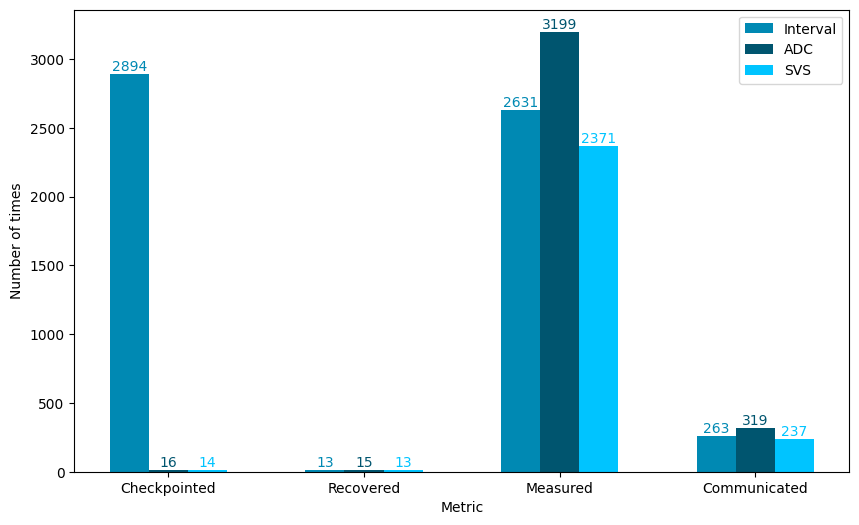 3199
Interval
ADC
SVS
3000
2894
2631
2500
2371
2000
Number of times
1500
1000
500
263
319
237
16
14
13
15
13
0
Checkpointed
Recovered
Measured
Communicated
Metric